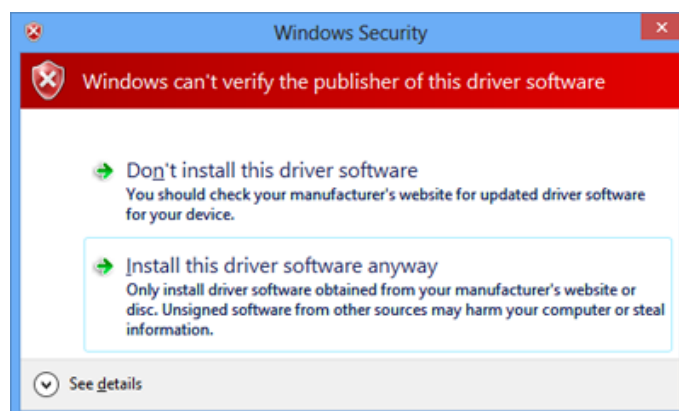 Windows Security
Windows can't verify the publisher of this driver software
Don't install this driver software
You should check your manufacturer's website for updated driver software
for your device.
Install this driver software anyway
Only install driver software obtained from your manufacturer's website or
disc. Unsigned software from other sources may harm your computer or steal
information.
See details